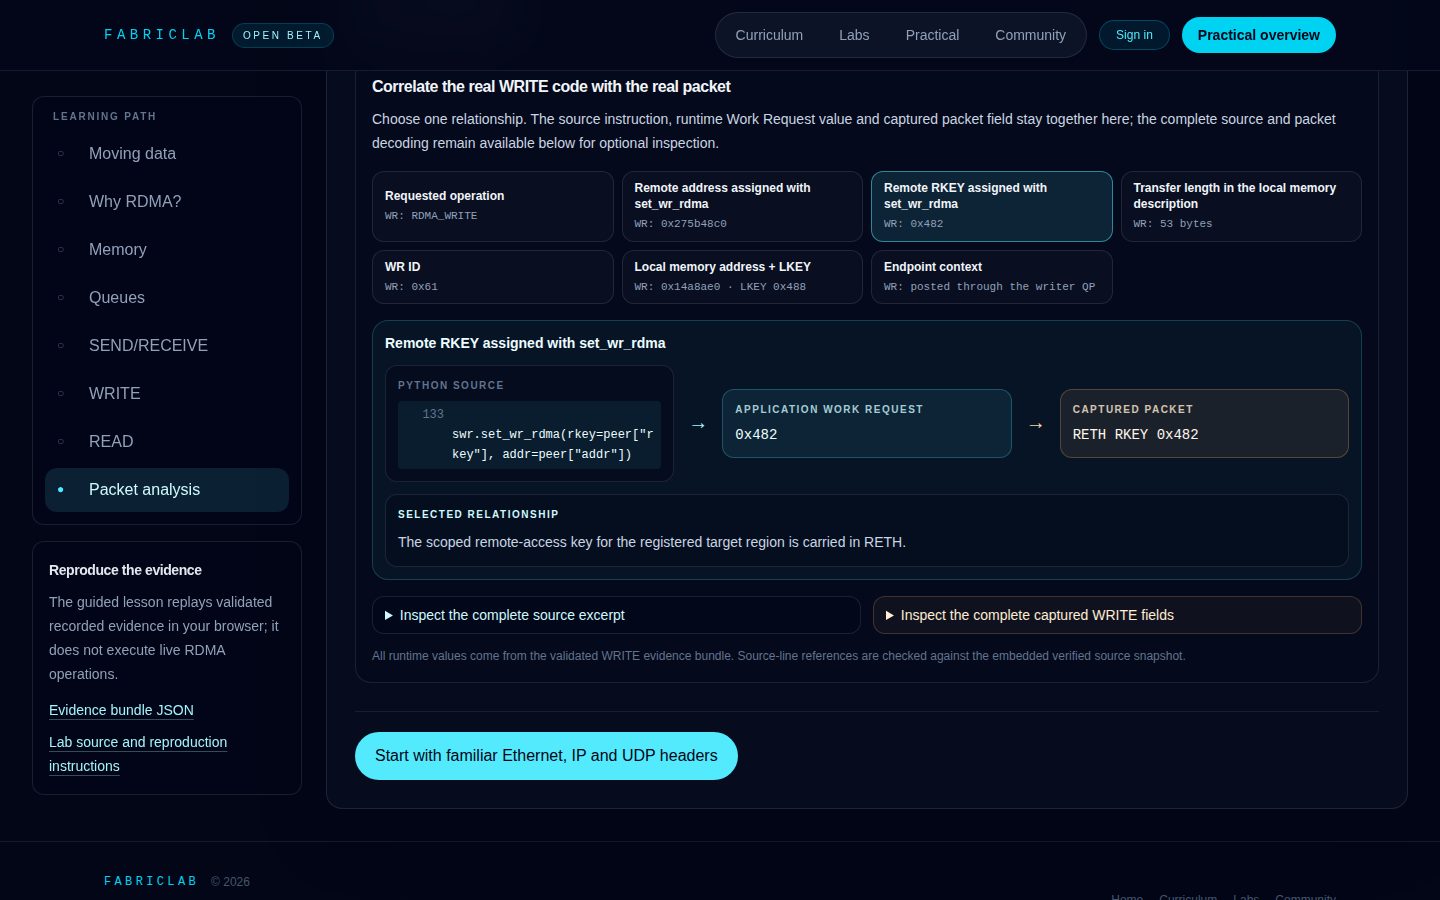 FABRICLAB
OPEN BETA
Curriculum
Labs
Practical
Community
Sign in
Practical overview
LEARNING PATH
Moving data
Why RDMA?
Memory
Queues
SEND/RECEIVE
WRITE
READ
Packet analysis
Reproduce the evidence
The guided lesson replays validated
recorded evidence in your browser; it
does not execute live RDMA
operations.
Evidence bundle JSON
Lab source and reproduction
instructions
Correlate the real WRITE code with the real packet
Choose one relationship. The source instruction, runtime Work Request value and captured packet field stay together here; the complete source and packet
decoding remain available below for optional inspection.
Requested operation
WR: RDMA_WRITE
Remote address assigned with
set_wr_rdma
WR: 0x275b48c0
Remote RKEY assigned with
set_wr_rdma
WR: 0x482
Transfer length in the local memory
description
WR: 53 bytes
WR ID
WR: 0x61
Local memory address + LKEY
WR: 0x14a8ae0 · LKEY 0x488
Endpoint context
WR: posted through the writer QP
Remote RKEY assigned with set_wr_rdma
PYTHON SOURCE
133
swr.set_wr_rdma(rkey=peer["r
key"], addr=peer["addr"])
→
APPLICATION WORK REQUEST
0x482
→
CAPTURED PACKET
RETH RKEY 0x482
SELECTED RELATIONSHIP
The scoped remote-access key for the registered target region is carried in RETH.
Inspect the complete source excerpt
Inspect the complete captured WRITE fields
All runtime values come from the validated WRITE evidence bundle. Source-line references are checked against the embedded verified source snapshot.
Start with familiar Ethernet, IP and UDP headers
FABRICLAB © 2026
Home Curriculum Labs Community